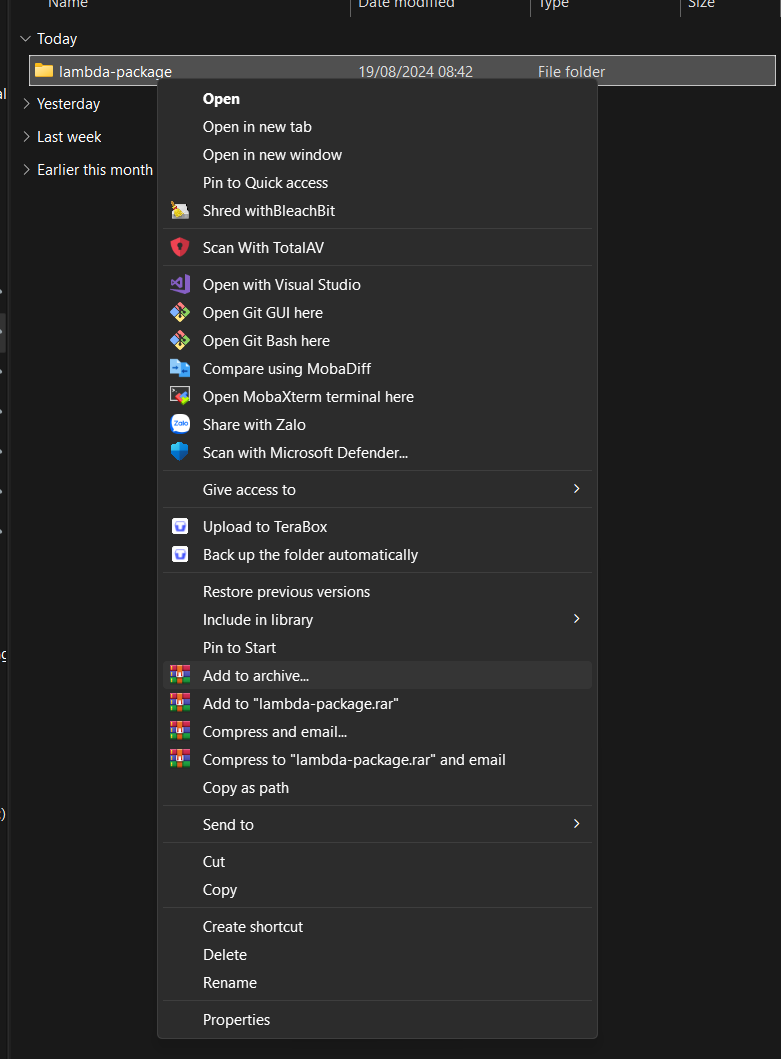 Name Date modified Type Size
Today
lambda-package 19/08/2024 08:42 File folder
Yesterday
Last week
Earlier this month
Open
Open in new tab
Open in new window
Pin to Quick access
Shred withBleachBit
Scan With TotalAV
Open with Visual Studio
Open Git GUI here
Open Git Bash here
Compare using MobaDiff
Open MobaXterm terminal here
Zalo Share with Zalo
Scan with Microsoft Defender...
Give access to
Upload to TeraBox
Back up the folder automatically
Restore previous versions
Include in library
Pin to Start
Add to archive...
Add to "lambda-package.rar"
Compress and email...
Compress to "lambda-package.rar" and email
Copy as path
Send to
Cut
Copy
Create shortcut
Delete
Rename
Properties